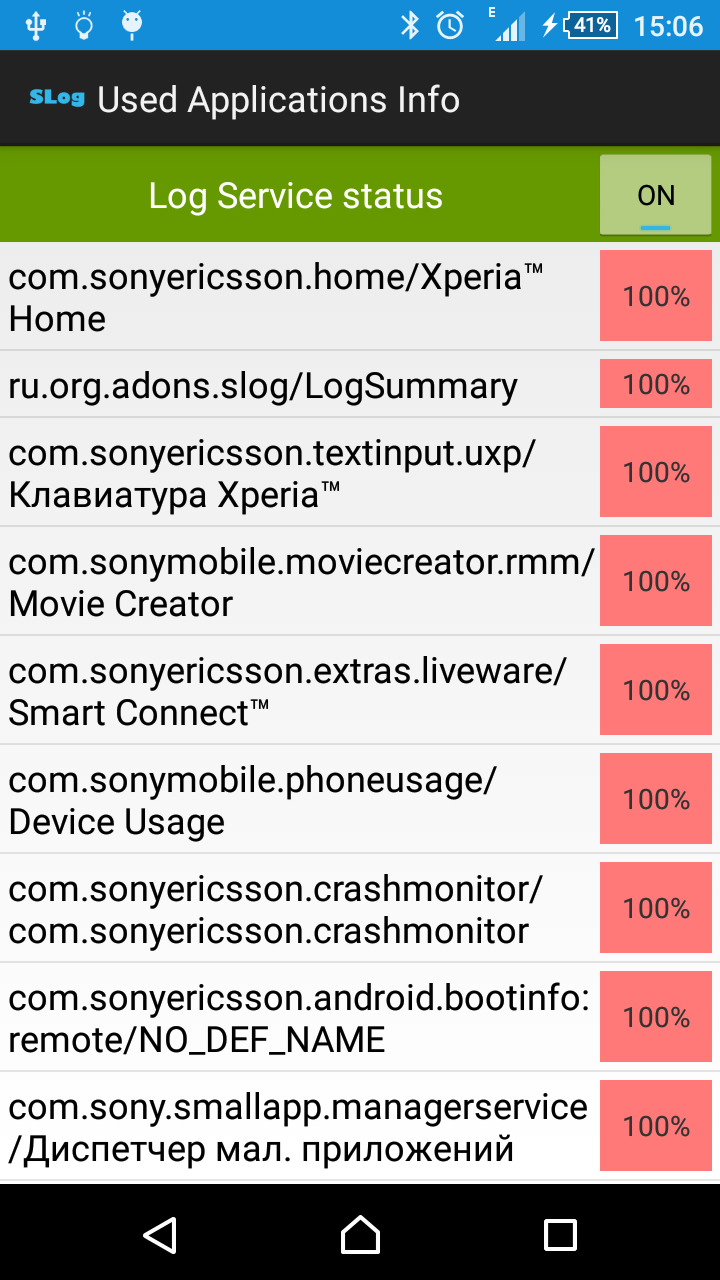 E
41%
15:06
SLog Used Applications Info
Log Service status
ON
com.sonyericsson.home/Xperia™
Home
100%
ru.org.adons.slog/LogSummary
100%
com.sonyericsson.textinput.uxp/
Клавиатура Xperia™
100%
com.sonymobile.moviecreator.rmm/
Movie Creator
100%
com.sonyericsson.extras.liveware/
Smart Connect™
100%
com.sonymobile.phoneusage/
Device Usage
100%
com.sonyericsson.crashmonitor/
com.sonyericsson.crashmonitor
100%
com.sonyericsson.android.bootinfo:
remote/NO_DEF_NAME
100%
com.sony.smallapp.managerservice
/Диспетчер мал. приложений
100%